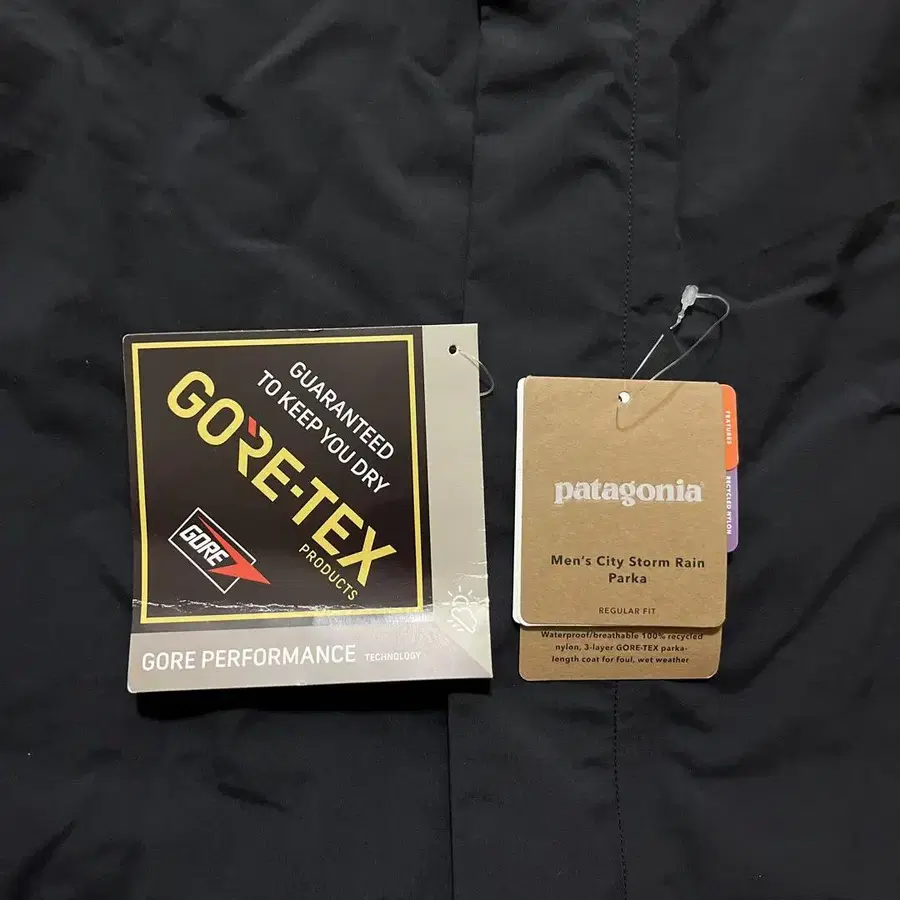 GUARANTEED
TO KEEP YOU DRY
GORE-TEX
PRODUCTS
GORE
GORE PERFORMANCE TECHNOLOGY
patagonia
Men's City Storm Rain
Parka
REGULAR FIT
Waterproof/breathable 100% recycled
nylon, 3-layer GORE-TEX parka-
length coat for foul, wet weather
FEATURES
RECYCLED NYLON